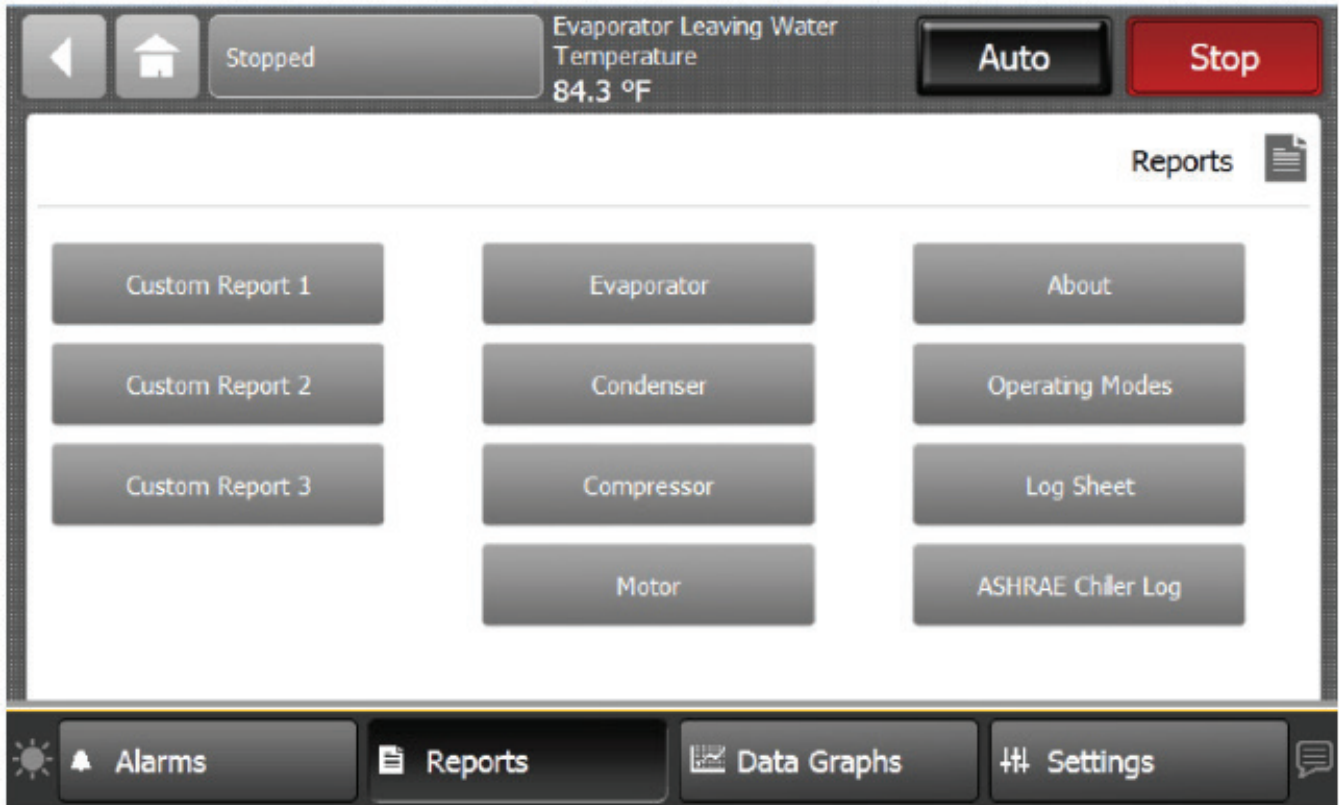 Stopped
Evaporator Leaving Water
Temperature
84.3 ºF
Auto
Stop
Reports
Custom Report 1
Evaporator
About
Custom Report 2
Condenser
Operating Modes
Custom Report 3
Compressor
Log Sheet
Motor
ASHRAE Chiller Log
Alarms
Reports
Data Graphs
Settings